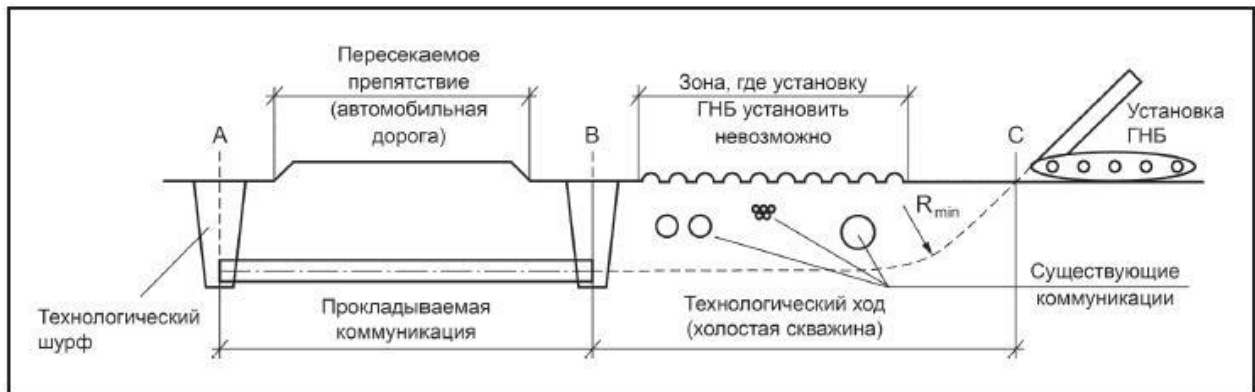 Пересекаемое
препятствие
(автомобильная
дорога)
Зона, где установку
ГНБ установить
невозможно
Установка
ГНБ
A
B
C
R min
Технологический
шурф
Прокладываемая
коммуникация
Технологический ход
(холостая скважина)
Существующие
коммуникации